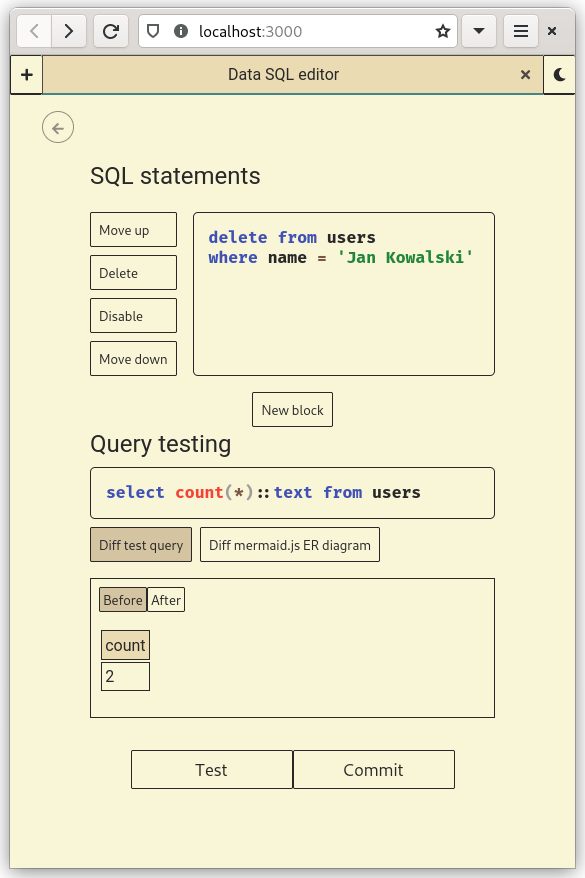 localhost:3000
+ Data SQL editor ×
SQL statements
Move up
Delete
Disable
Move down
delete from users
where name = 'Jan Kowalski'
New block
Query testing
select count(*)::text from users
Diff test query
Diff mermaid.js ER diagram
Before
After
count
2
Test
Commit